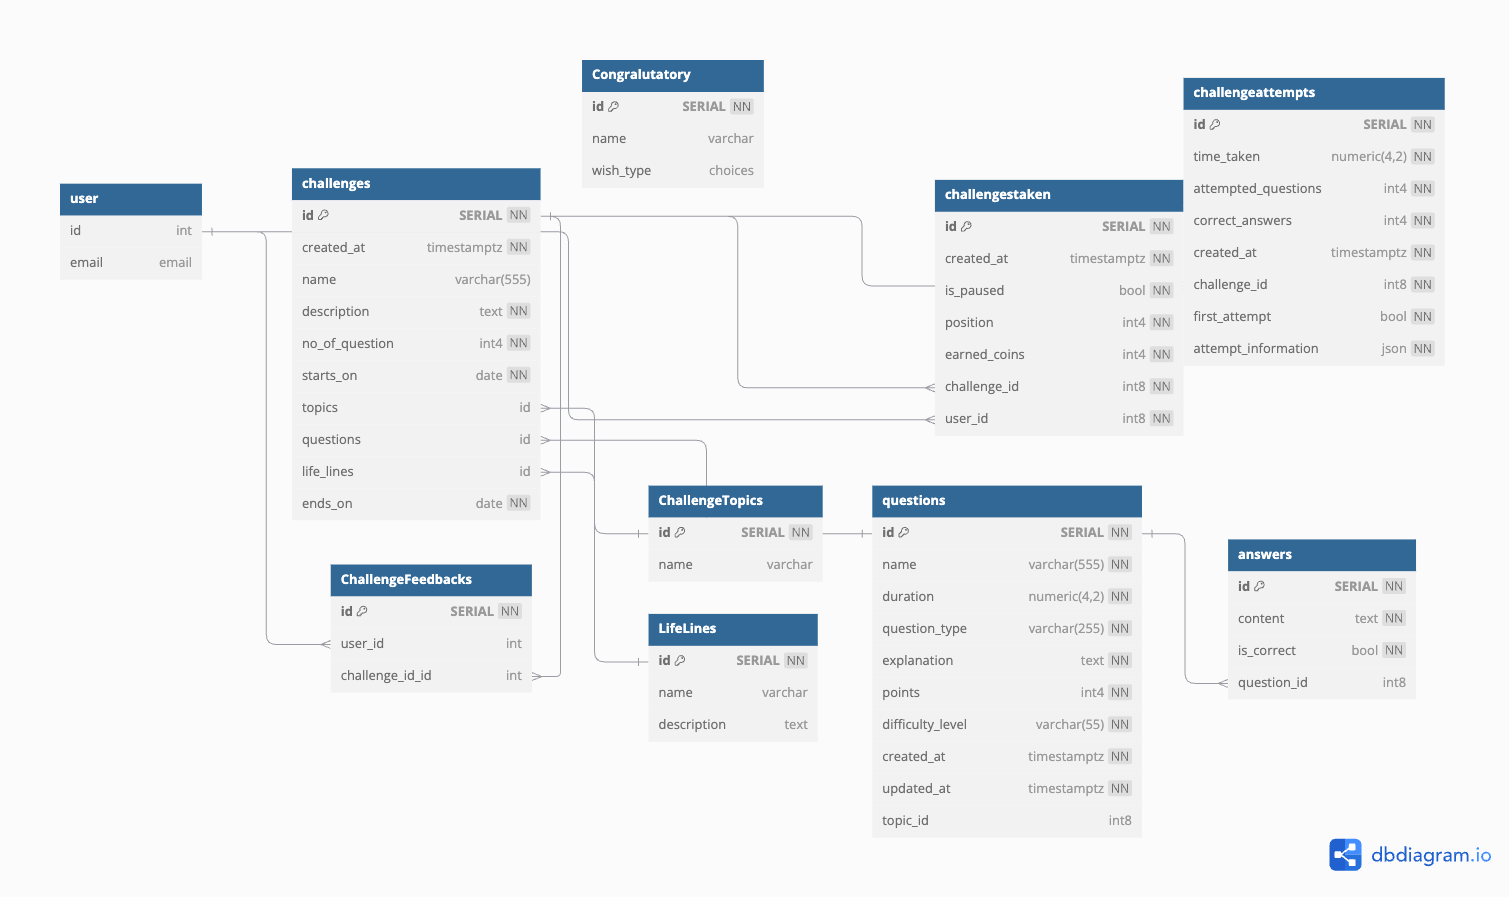 Congralutatory
id SERIAL NN
name varchar
wish_type choices
challengeattempts
id SERIAL NN
time_taken numeric(4,2) NN
attempted_questions int4 NN
correct_answers int4 NN
created_at timestamptz NN
challenge_id int8 NN
first_attempt bool NN
attempt_information json NN
user
id int
email email
challenges
id SERIAL NN
created_at timestamptz NN
name varchar(555)
description text NN
no_of_question int4 NN
starts_on date NN
topics id
questions id
life_lines id
ends_on date NN
challengestaken
id SERIAL NN
created_at timestamptz NN
is_paused bool NN
position int4 NN
earned_coins int4 NN
challenge_id int8 NN
user_id int8 NN
ChallengeFeedbacks
id SERIAL NN
user_id int
challenge_id_id int
ChallengeTopics
id SERIAL NN
name varchar
LifeLines
id SERIAL NN
name varchar
description text
questions
id SERIAL NN
name varchar(555) NN
duration numeric(4,2) NN
question_type varchar(255) NN
explanation text NN
points int4 NN
difficulty_level varchar(55) NN
created_at timestamptz NN
updated_at timestamptz NN
topic_id int8
answers
id SERIAL NN
content text NN
is_correct bool NN
question_id int8
dbdiagram.io